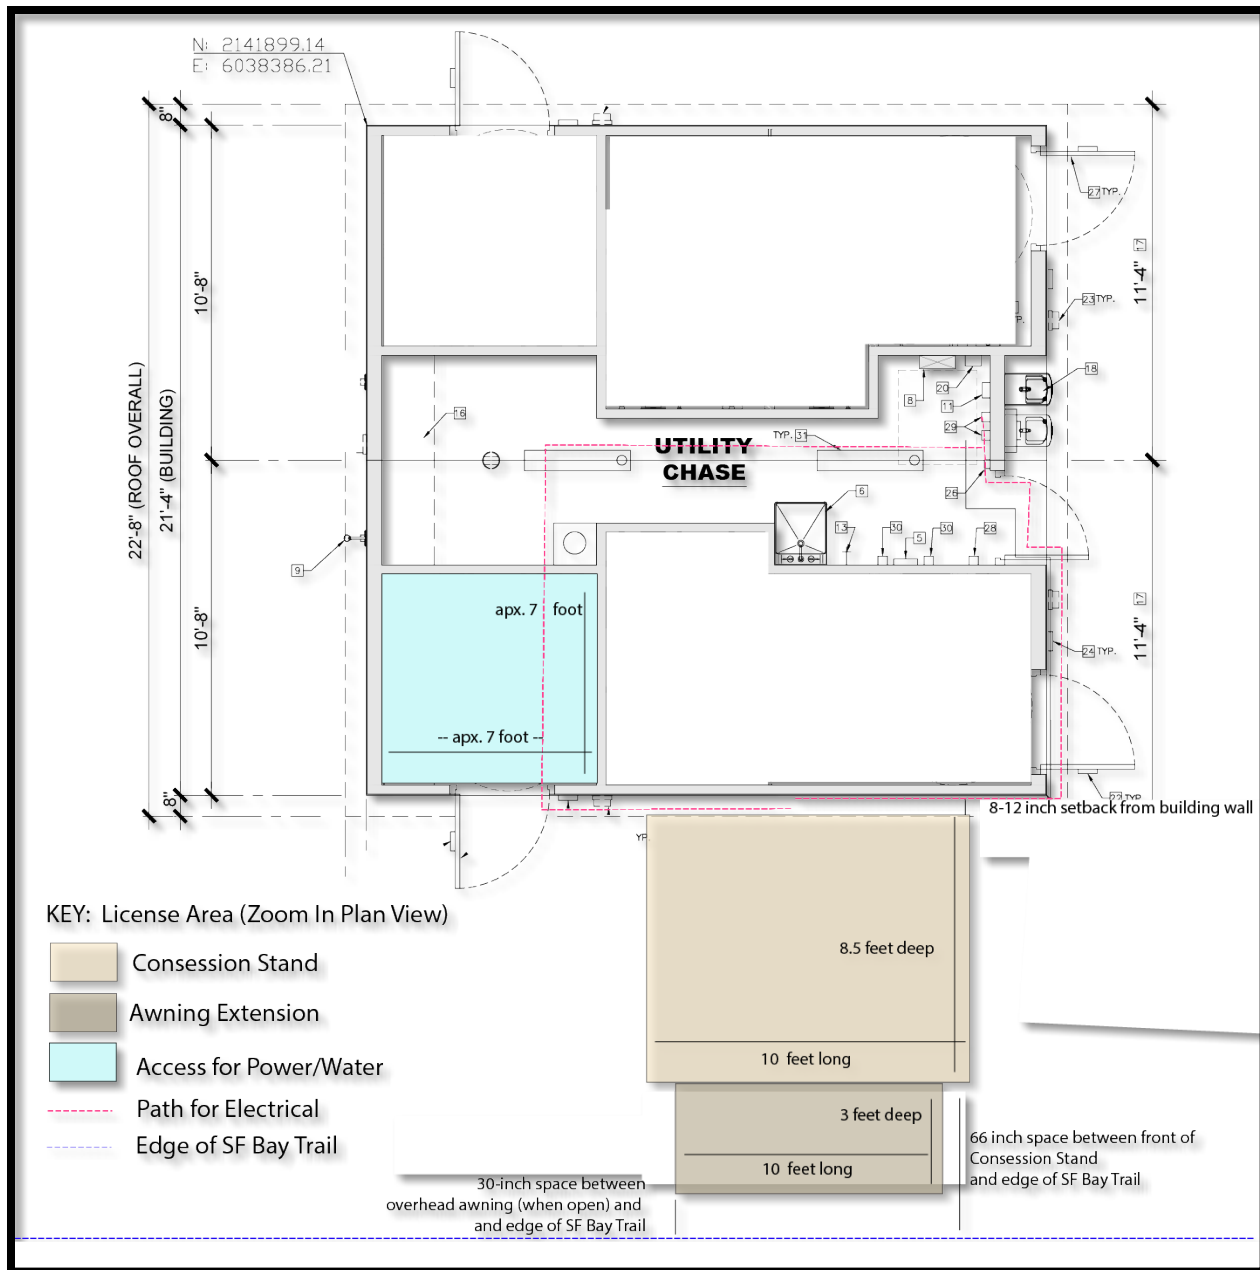 N: 2141899.14
E: 6038386.21
8"
27 TYP.
10'-8"
11'-4" 17
23 TYP.
P.
18
20
8
11
22'-8" (ROOF OVERALL)
21'-4" (BUILDING)
16
29
TYP. 31
UTILITY
CHASE
26
6
13
30
5
30
28
9
10'-8"
11'-4" 17
apx. 7 foot
24 TYP.
-- apx. 7 foot --
8"
22 TYP.
8-12 inch setback from building wall
YP.
KEY: License Area (Zoom In Plan View)
Consession Stand
Awning Extension
Access for Power/Water
Path for Electrical
Edge of SF Bay Trail
8.5 feet deep
10 feet long
3 feet deep
10 feet long
66 inch space between front of
Consession Stand
and edge of SF Bay Trail
30-inch space between
overhead awning (when open) and
and edge of SF Bay Trail